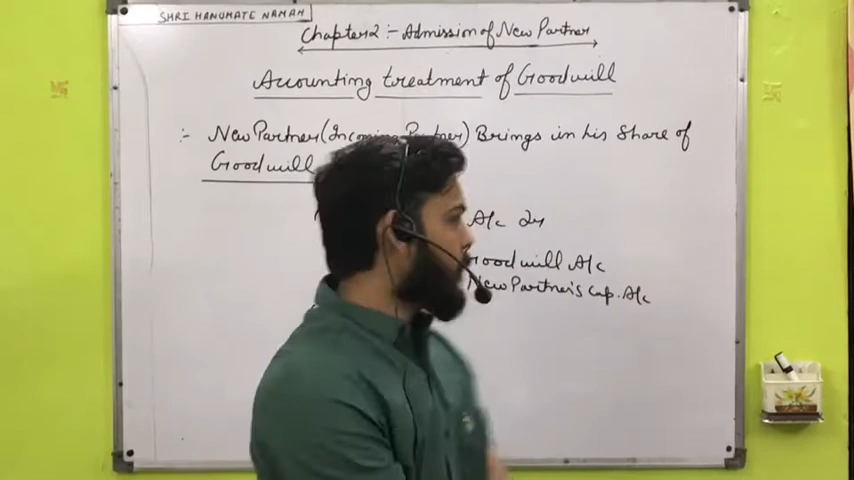 SHRI HANUMATE NAMAH
Chapter 2 :- Admission of New Partner
Accounting treatment of Goodwill
:- New Partner (Incoming Partner) Brings in his Share of
Goodwill
A/c Dr
Goodwill A/c
New Partner's Cap. A/c